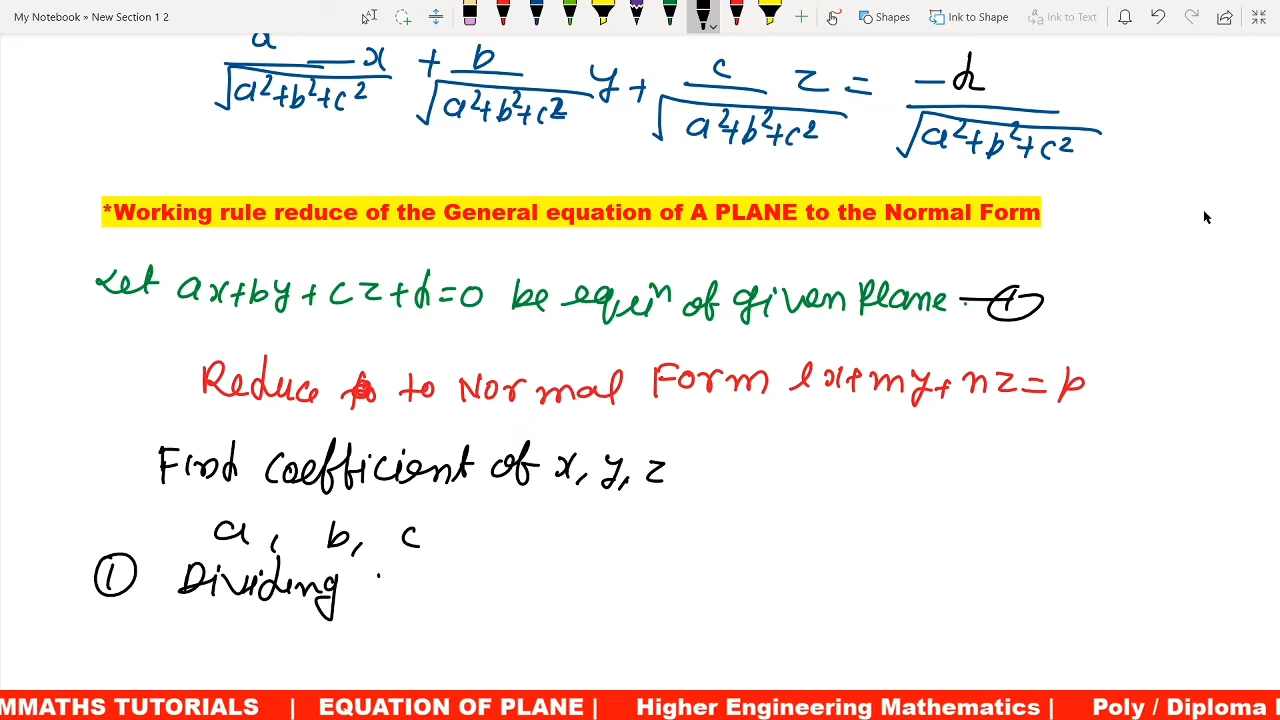 My Notebook » New Section 1 2
Shapes Ink to Shape Ink to Text
a/√(a²+b²+c²) x + b/√(a²+b²+c²) y + c/√(a²+b²+c²) z = -d/√(a²+b²+c²)
*Working rule reduce of the General equation of A PLANE to the Normal Form
Let ax+by+cz+d=0 be equⁿ of given Plane. — ①
Reduce to Normal Form lx+my+nz=p
Find coefficient of x, y, z
a, b, c
① Dividing
MMATHS TUTORIALS | EQUATION OF PLANE | Higher Engineering Mathematics | Poly / Diploma